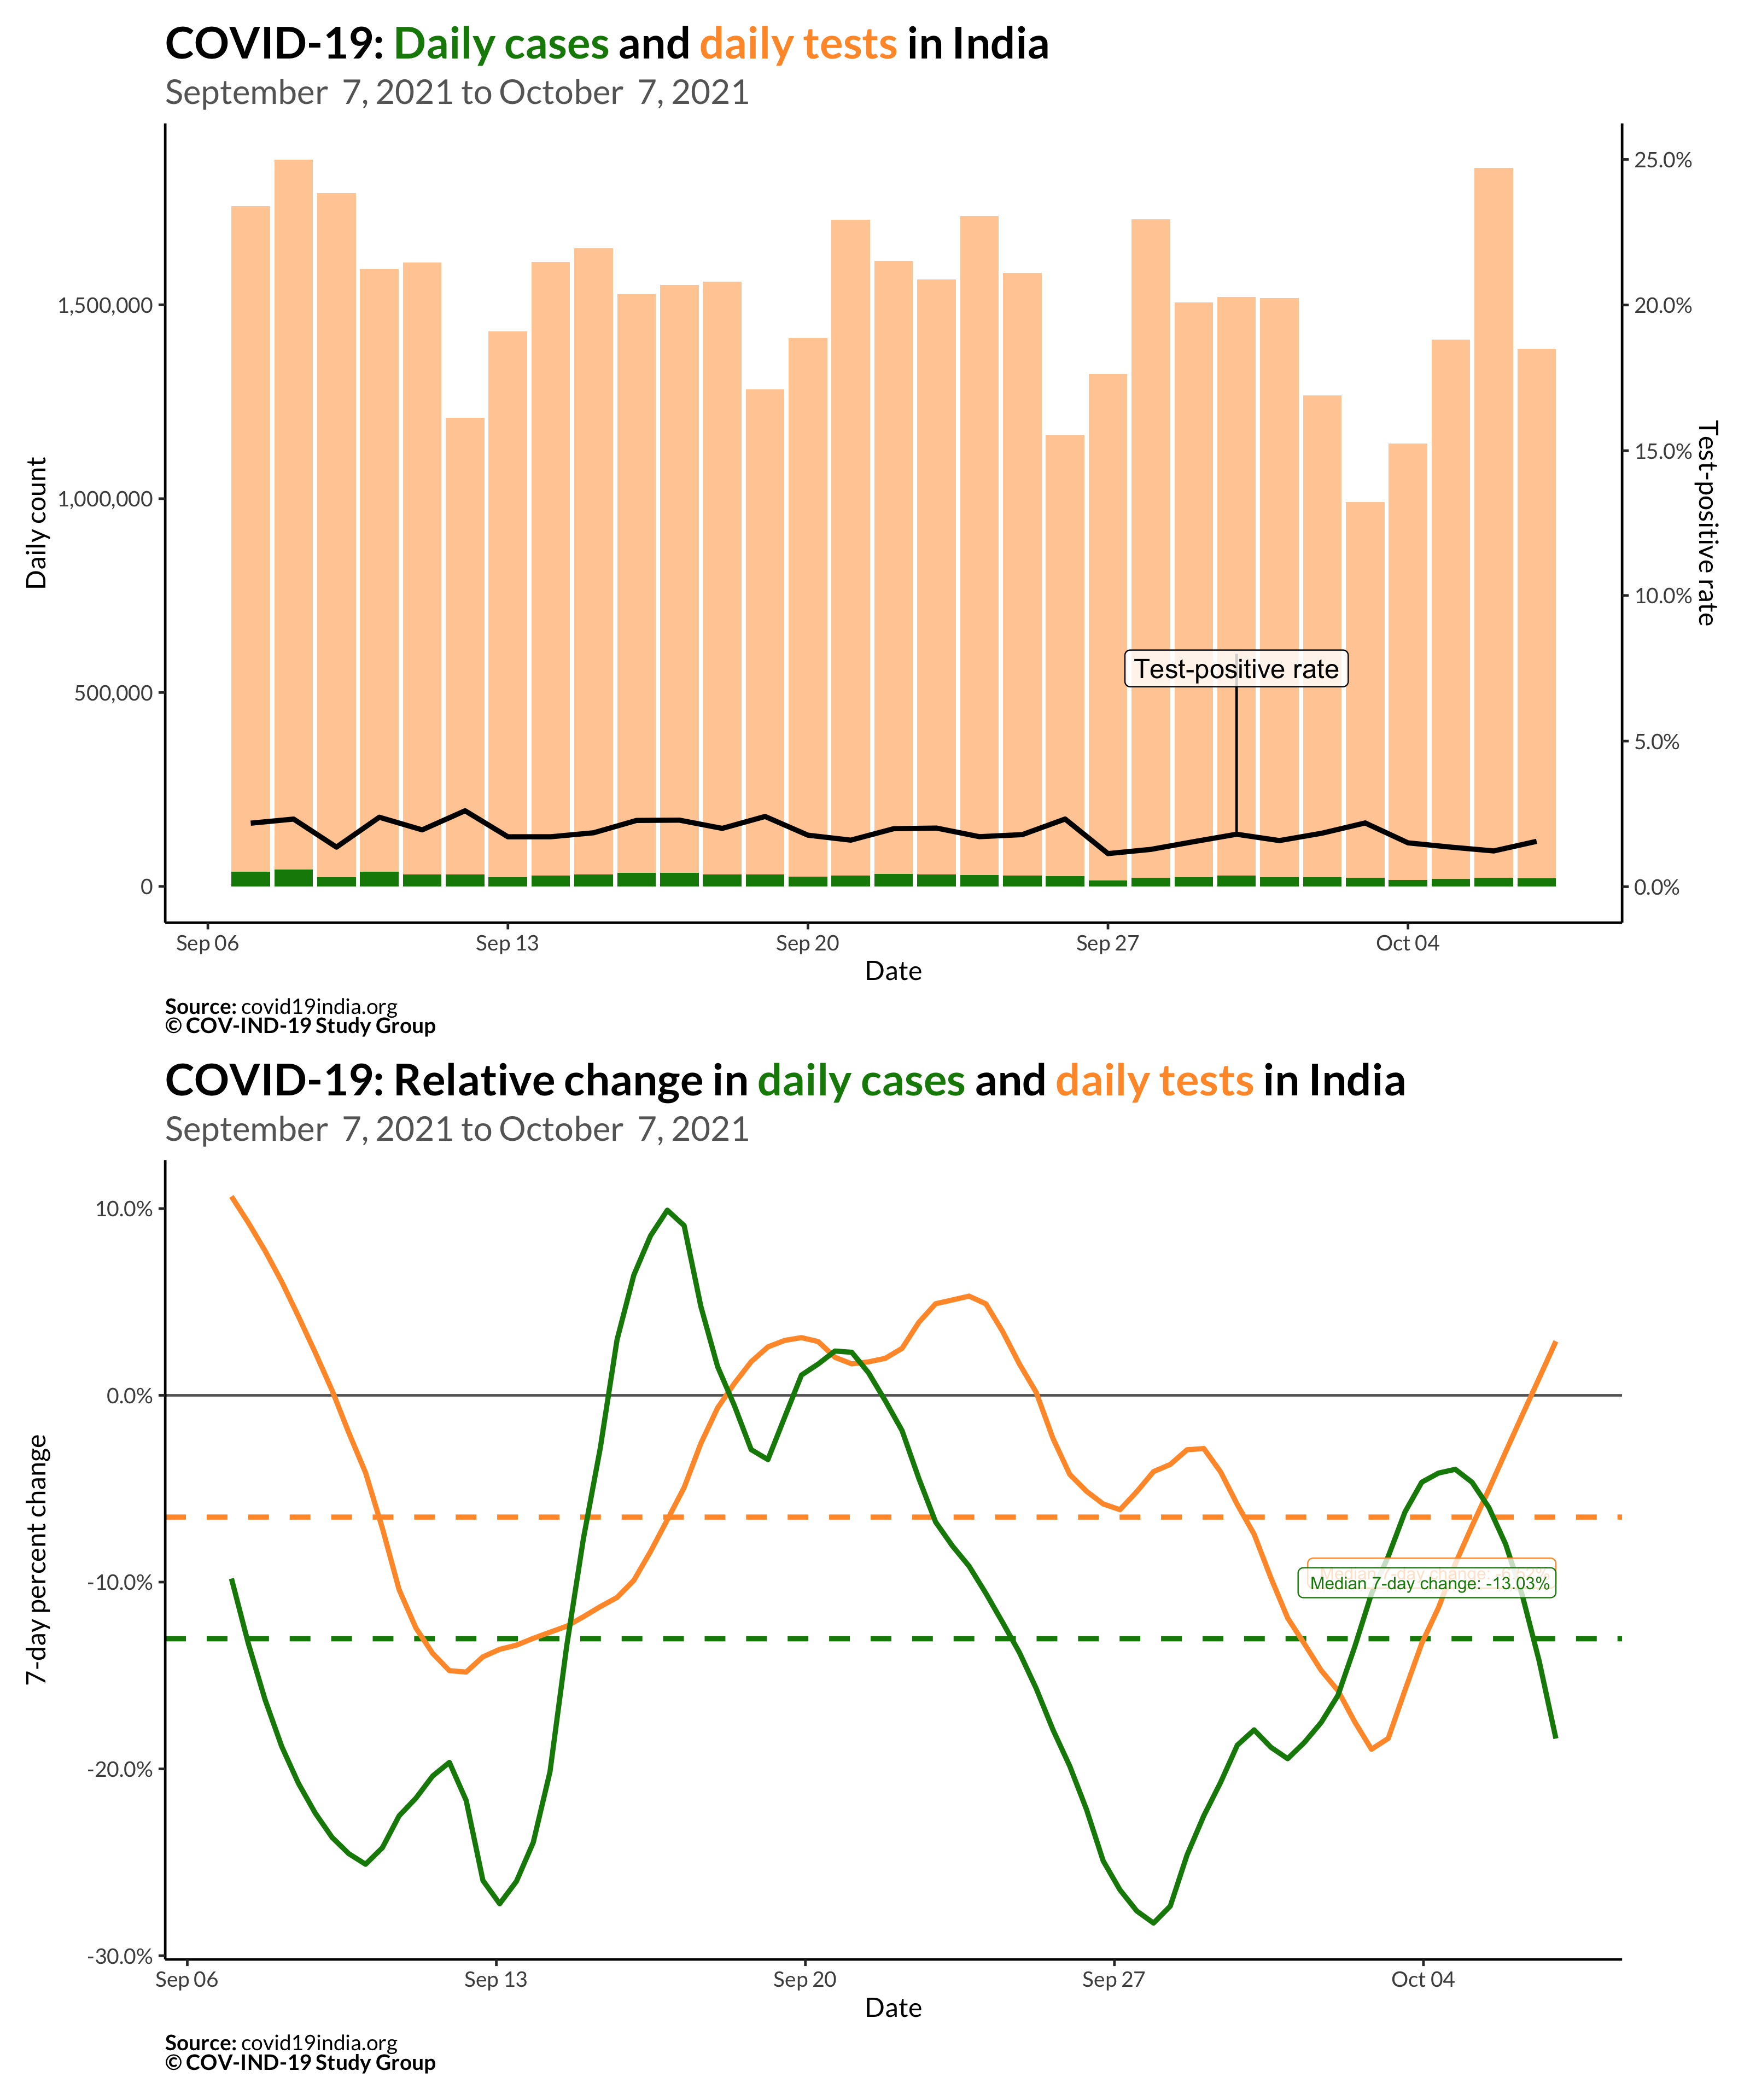 COVID-19: Daily cases and daily tests in India
September 7, 2021 to October 7, 2021
Daily count
1,500,000
1,000,000
500,000
0
25.0%
20.0%
15.0%
10.0%
5.0%
0.0%
Test-positive rate
Test-positive rate
Sep 06
Sep 13
Sep 20
Sep 27
Oct 04
Date
Source: covid19india.org
© COV-IND-19 Study Group
COVID-19: Relative change in daily cases and daily tests in India
September 7, 2021 to October 7, 2021
7-day percent change
10.0%
0.0%
-10.0%
-20.0%
-30.0%
Median 7-day change:
Median 7-day change: -13.03%
Sep 06
Sep 13
Sep 20
Sep 27
Oct 04
Date
Source: covid19india.org
© COV-IND-19 Study Group